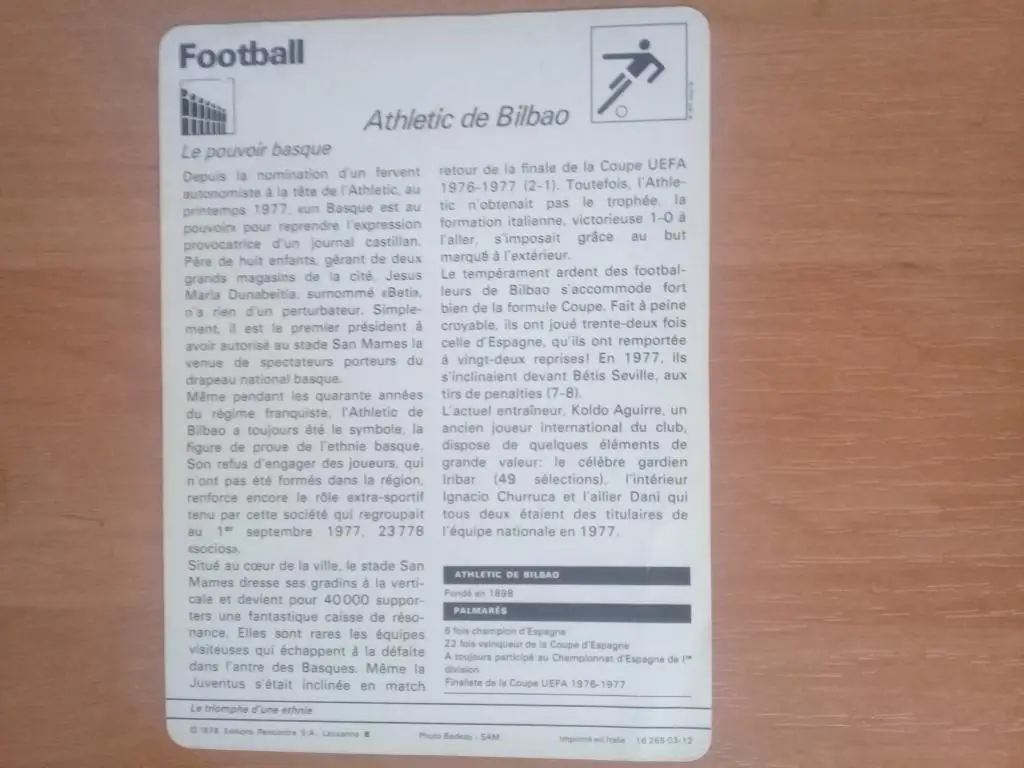 Football
Athletic de Bilbao
Le pouvoir basque
Depuis la nomination d'un fervent
autonomiste à la tête de l'Athletic, au
printemps 1977, «un Basque est au
pouvoir» pour reprendre l'expression
provocatrice d'un journal castillan.
Père de huit enfants, gérant de deux
grands magasins de la cité, Jesus
Maria Dunabeitia, surnommé «Beti»,
n'a rien d'un perturbateur. Simple-
ment, il est le premier président à
avoir autorisé au stade San Mames la
venue de spectateurs porteurs du
drapeau national basque.
Même pendant les quarante années
du régime franquiste, l'Athletic de
Bilbao a toujours été le symbole, la
figure de proue de l'ethnie basque.
Son refus d'engager des joueurs, qui
n'ont pas été formés dans la région,
renforce encore le rôle extra-sportif
tenu par cette société qui regroupait
au 1er septembre 1977, 23 778
«socios».
Situé au cœur de la ville, le stade San
Mames dresse ses gradins à la verti-
cale et devient pour 40 000 suppor-
ters une fantastique caisse de réso-
nance. Elles sont rares les équipes
visiteuses qui échappent à la défaite
dans l'antre des Basques. Même la
Juventus s'était inclinée en match
retour de la finale de la Coupe UEFA
1976-1977 (2-1). Toutefois, l'Athle-
tic n'obtenait pas le trophée, la
formation italienne, victorieuse 1-0 à
l'aller, s'imposait grâce au but
marqué à l'extérieur.
Le tempérament ardent des footbal-
leurs de Bilbao s'accommode fort
bien de la formule Coupe. Fait à peine
croyable, ils ont joué trente-deux fois
celle d'Espagne, qu'ils ont remportée
à vingt-deux reprises! En 1977, ils
s'inclinaient devant Bétis Seville, aux
tirs de penalties (7-8).
L'actuel entraîneur, Koldo Aguirre, un
ancien joueur international du club,
dispose de quelques éléments de
grande valeur: le célèbre gardien
Iribar (49 sélections), l'intérieur
Ignacio Churruca et l'ailier Dani qui
tous deux étaient des titulaires de
l'équipe nationale en 1977.
ATHLETIC DE BILBAO
Fondé en 1898
PALMARÈS
6 fois champion d'Espagne
22 fois vainqueur de la Coupe d'Espagne
A toujours participé au Championnat d'Espagne de Ire
division
Finaliste de la Coupe UEFA 1976-1977
Le triomphe d'une ethnie
© 1978, Editions Rencontre S.A., Lausanne
Photo Bedeau - SAM
Imprimé en Italie 16 265 03-12